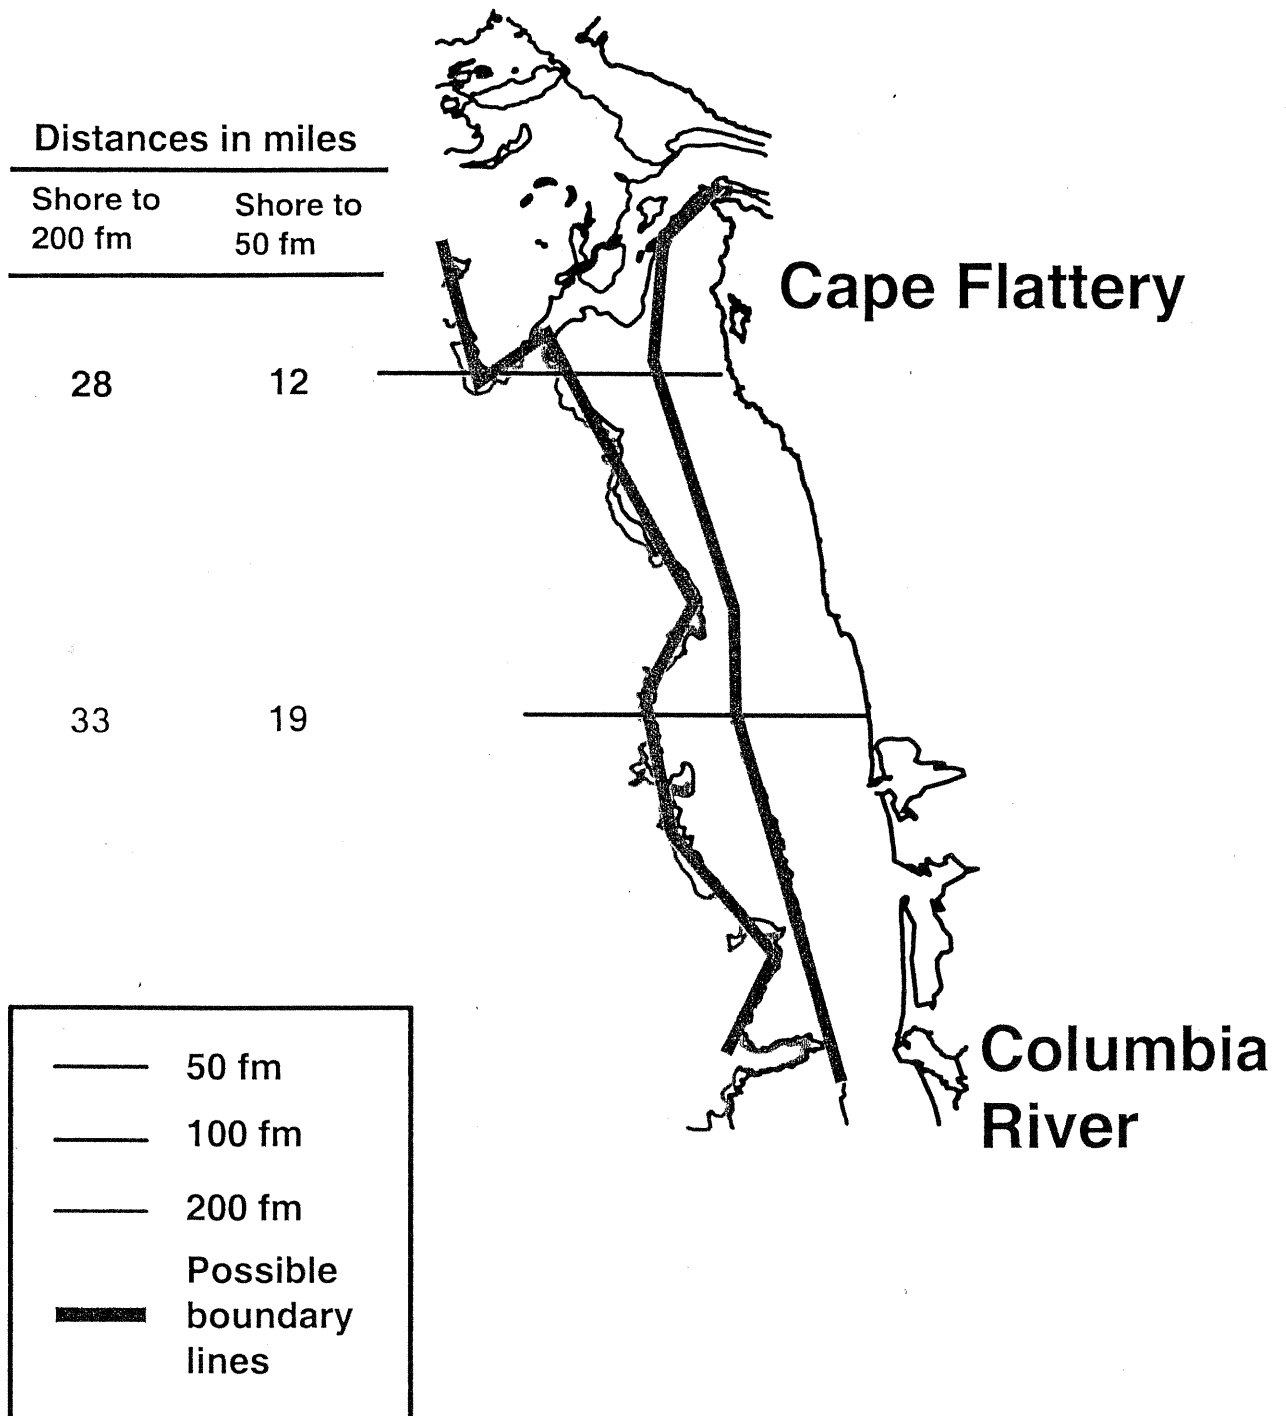 Distances in miles
Shore to 200 fm
Shore to 50 fm
Cape Flattery
28 12
33 19
Columbia
River
50 fm
100 fm
200 fm
Possible
boundary
lines